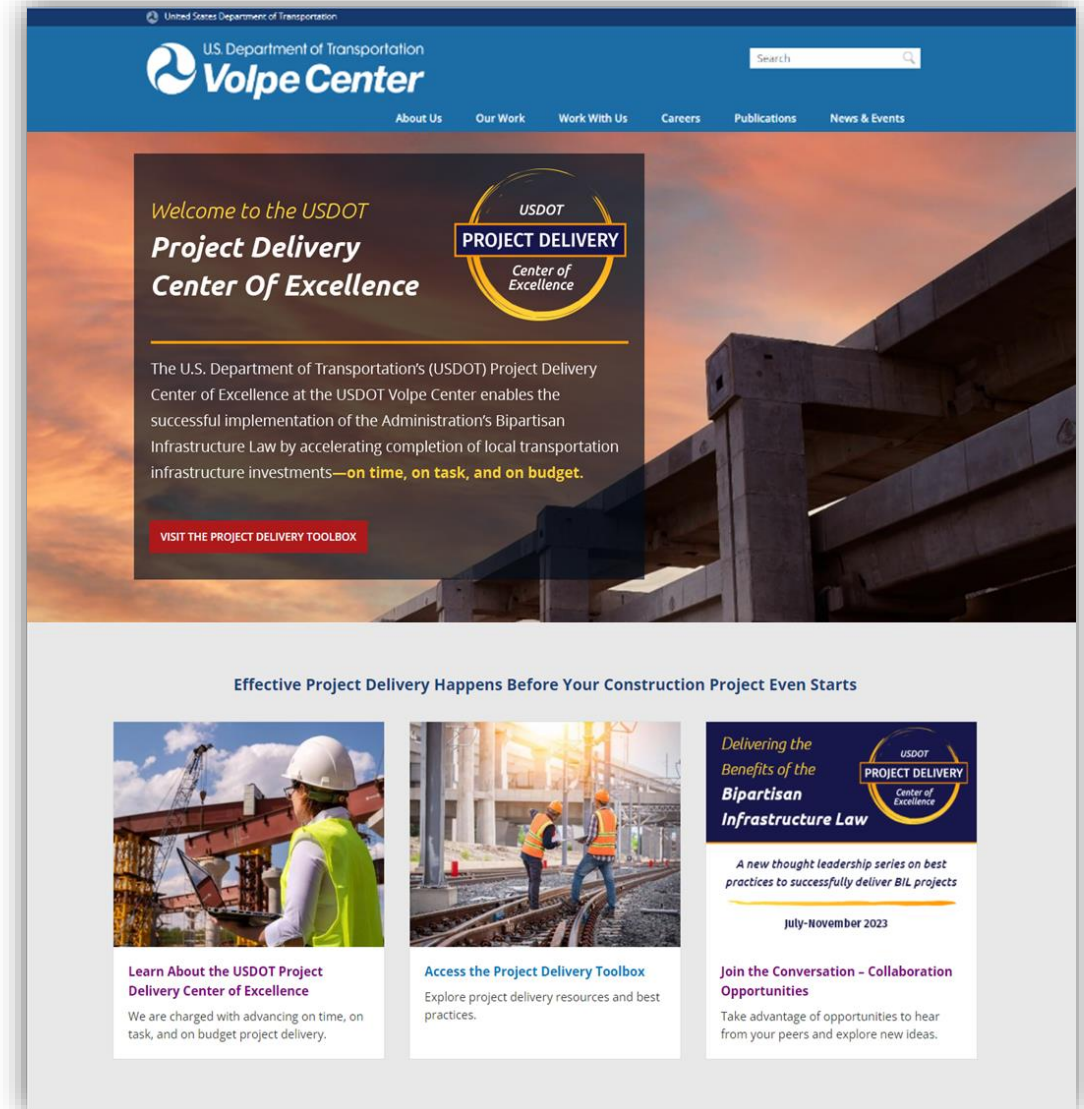 United States Department of Transportation
U.S. Department of Transportation
Volpe Center
Search
About Us Our Work Work With Us Careers Publications News & Events
Welcome to the USDOT
Project Delivery
Center Of Excellence
USDOT
PROJECT DELIVERY
Center of
Excellence
The U.S. Department of Transportation's (USDOT) Project Delivery
Center of Excellence at the USDOT Volpe Center enables the
successful implementation of the Administration's Bipartisan
Infrastructure Law by accelerating completion of local transportation
infrastructure investments—on time, on task, and on budget.
VISIT THE PROJECT DELIVERY TOOLBOX
Effective Project Delivery Happens Before Your Construction Project Even Starts
Learn About the USDOT Project
Delivery Center of Excellence
We are charged with advancing on time, on
task, and on budget project delivery.
Access the Project Delivery Toolbox
Explore project delivery resources and best
practices.
Delivering the
Benefits of the
Bipartisan
Infrastructure Law
USDOT
PROJECT DELIVERY
Center of
Excellence
A new thought leadership series on best
practices to successfully deliver BIL projects
July-November 2023
Join the Conversation – Collaboration
Opportunities
Take advantage of opportunities to hear
from your peers and explore new ideas.